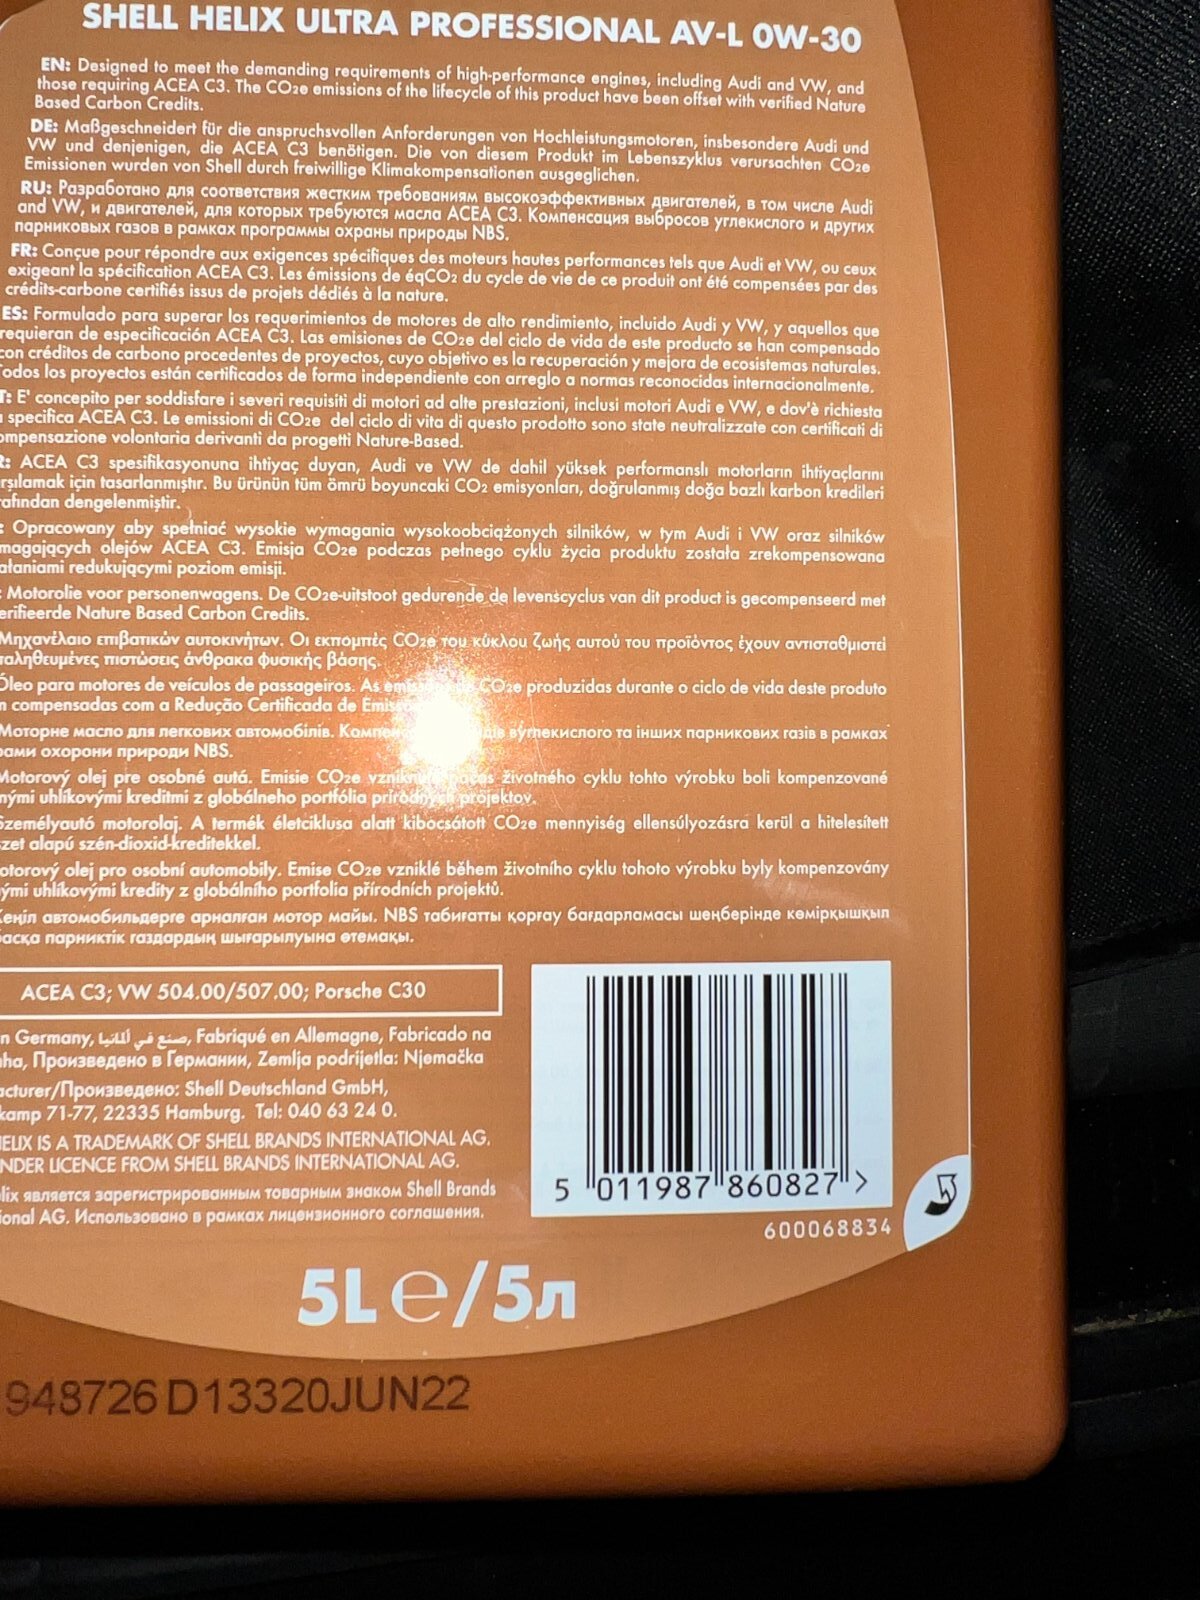 SHELL HELIX ULTRA PROFESSIONAL AV-L 0W-30
EN: Designed to meet the demanding requirements of high-performance engines, including Audi and VW, and
those requiring ACEA C3. The CO₂e emissions of the lifecycle of this product have been offset with verified Nature
Based Carbon Credits.
DE: Maßgeschneidert für die anspruchsvollen Anforderungen von Hochleistungsmotoren, insbesondere Audi und
VW und denjenigen, die ACEA C3 benötigen. Die von diesem Produkt im Lebenszyklus verursachten CO₂e
Emissionen wurden von Shell durch freiwillige Klimakompensationen ausgeglichen.
RU: Разработано для соответствия жестким требованиям высокоэффективных двигателей, в том числе Audi
and VW, и двигателей, для которых требуются масла ACEA C3. Компенсация выбросов углекислого и других
парниковых газов в рамках программы охраны природы NBS.
FR: Conçue pour répondre aux exigences spécifiques des moteurs hautes performances tels que Audi et VW, ou ceux
exigeant la spécification ACEA C3. Les émissions de éqCO₂ du cycle de vie de ce produit ont été compensées par des
crédits-carbone certifiés issus de projets dédiés à la nature.
ES: Formulado para superar los requerimientos de motores de alto rendimiento, incluido Audi y VW, y aquellos que
requieran de especificación ACEA C3. Las emisiones de CO₂e del ciclo de vida de este producto se han compensado
con créditos de carbono procedentes de proyectos, cuyo objetivo es la recuperación y mejora de ecosistemas naturales.
Todos los proyectos están certificados de forma independiente con arreglo a normas reconocidas internacionalmente.
T: E' concepito per soddisfare i severi requisiti di motori ad alte prestazioni, inclusi motori Audi e VW, e dov'è richiesta
specifica ACEA C3. Le emissioni di CO₂e del ciclo di vita di questo prodotto sono state neutralizzate con certificati di
ompensazione volontaria derivanti da progetti Nature-Based.
R: ACEA C3 spesifikasyonuna ihtiyaç duyan, Audi ve VW de dahil yüksek performanslı motorların ihtiyaçlarını
rşılamak için tasarlanmıştır. Bu ürünün tüm ömrü boyuncaki CO₂ emisyonları, doğrulanmış doğa bazlı karbon kredileri
afından dengelenmiştir.
: Opracowany aby spełniać wysokie wymagania wysokoobciążonych silników, w tym Audi i VW oraz silników
magających olejów ACEA C3. Emisja CO₂e podczas pełnego cyklu życia produktu została zrekompensowana
ałaniami redukującymi poziom emisji.
: Motorolie voor personenwagens. De CO₂e-uitstoot gedurende de levenscyclus van dit product is gecompenseerd met
erifieerde Nature Based Carbon Credits.
Μηχανέλαιο επιβατικών αυτοκινήτων. Οι εκπομπές CO₂e του κύκλου ζωής αυτού του προϊόντος έχουν αντισταθμιστεί
ταληθευμένες πιστώσεις άνθρακα φυσικής βάσης.
Óleo para motores de veículos de passageiros. As CO₂e produzidas durante o ciclo de vida deste produto
compensadas com a Redução Certificada de
Моторне масло для легкових автомобілів. вуглекислого та інших парникових газів в рамках
рами охорони природи NBS.
Motorový olej pre osobné autá. Emisie CO₂e životného cyklu tohto výrobku boli kompenzované
nými uhlíkovými kreditmi z globálneho portfólia prírodných projektov.
Személyautó motorolaj. A termék életciklusa alatt kibocsátott CO₂e mennyiség ellensúlyozásra kerül a hitelesített
szet alapú szén-dioxid-kreditekkel.
otorový olej pro osobní automobily. Emise CO₂e vzniklé během životního cyklu tohoto výrobku byly kompenzovány
ými uhlíkovými kredity z globálního portfolia přírodních projektů.
Жеңіл автомобильдерге арналған мотор майы. NBS табиғатты қорғау бағдарламасы шеңберінде көмірқышқыл
басқа парниктік газдардың шығарылуына өтемақы.
ACEA C3; VW 504.00/507.00; Porsche C30
n Germany, صنع في ألمانيا, Fabriqué en Allemagne, Fabricado na
nha, Произведено в Германии, Zemlja podrijetla: Njemačka
acturer/Произведено: Shell Deutschland GmbH,
kamp 71-77, 22335 Hamburg. Tel: 040 63 24 0.
HELIX IS A TRADEMARK OF SHELL BRANDS INTERNATIONAL AG.
NDER LICENCE FROM SHELL BRANDS INTERNATIONAL AG.
lix является зарегистрированным товарным знаком Shell Brands
ional AG. Использовано в рамках лицензионного соглашения.
5 011987 860827 >
600068834
5L ℮/5л
948726 D13320JUN22